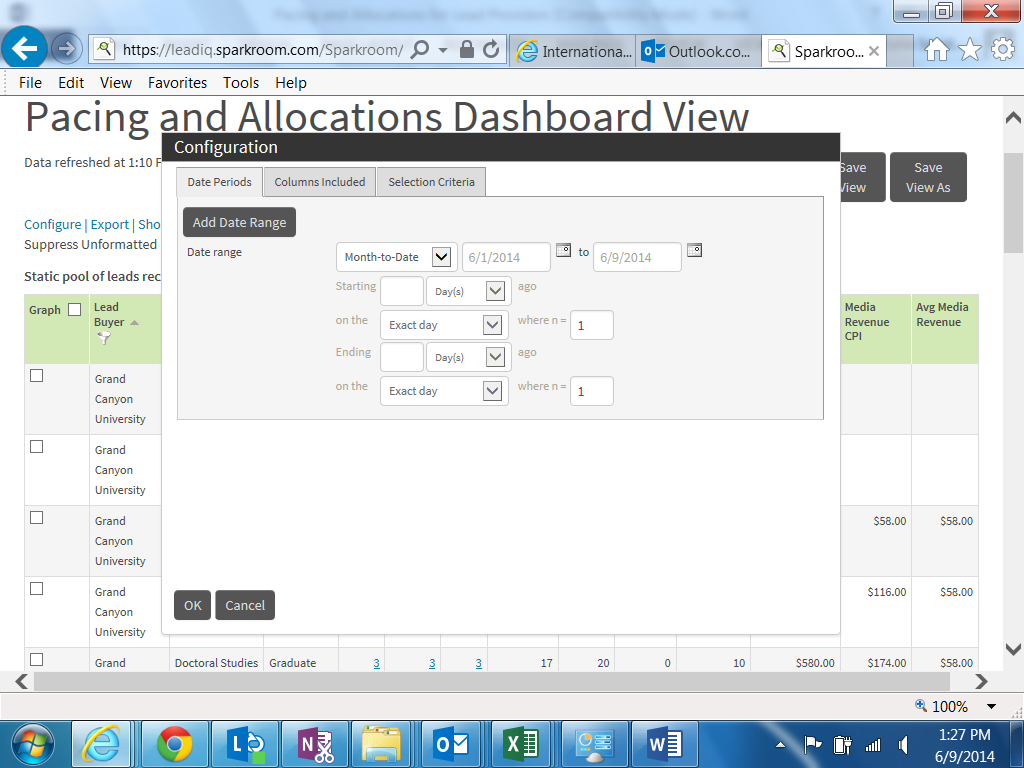 https://leadiq.sparkroom.com/Sparkroom/
Internationa...
Outlook.co...
Sparkroo...
File Edit View Favorites Tools Help
Pacing and Allocations Dashboard View
Data refreshed at 1:10 P
Save View
Save View As
Configure | Export | Sho
Suppress Unformatted
Static pool of leads rec
Configuration
Date Periods
Columns Included
Selection Criteria
Add Date Range
Date range
Month-to-Date
6/1/2014
to
6/9/2014
Starting
Day(s)
ago
on the
Exact day
where n =
1
Ending
Day(s)
ago
on the
Exact day
where n =
1
OK
Cancel
Graph
Lead Buyer
Media Revenue CPI
Avg Media Revenue
Grand Canyon University
Grand Canyon University
Grand Canyon University $58.00 $58.00
Grand Canyon University $116.00 $58.00
Grand Doctoral Studies Graduate 3 3 3 17 20 0 10 $580.00 $174.00 $58.00
100%
1:27 PM
6/9/2014